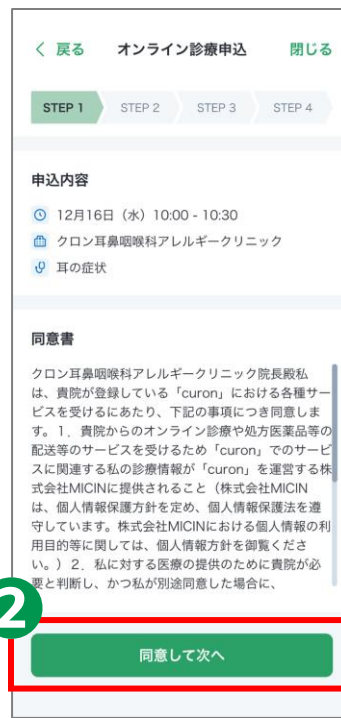 戻る オンライン診療申込 閉じる
STEP 1 STEP 2 STEP 3 STEP 4
申込内容
12月16日（水）10:00 - 10:30
クロン耳鼻咽喉科アレルギークリニック
耳の症状
同意書
クロン耳鼻咽喉科アレルギークリニック院長殿私
は、貴院が登録している「curon」における各種サー
ビスを受けるにあたり、下記の事項につき同意しま
す。１．貴院からのオンライン診療や処方医薬品等の
配送等のサービスを受けるため「curon」でのサービ
スに関連する私の診療情報が「curon」を運営する株
式会社MICINに提供されること（株式会社MICIN
は、個人情報保護方針を定め、個人情報保護法を遵
守しています。株式会社MICINにおける個人情報の利
用目的等に関しては、個人情報方針を御覧くださ
い。）２．私に対する医療の提供のために貴院が必
要と判断し、かつ私が別途同意した場合に、
2
同意して次へ